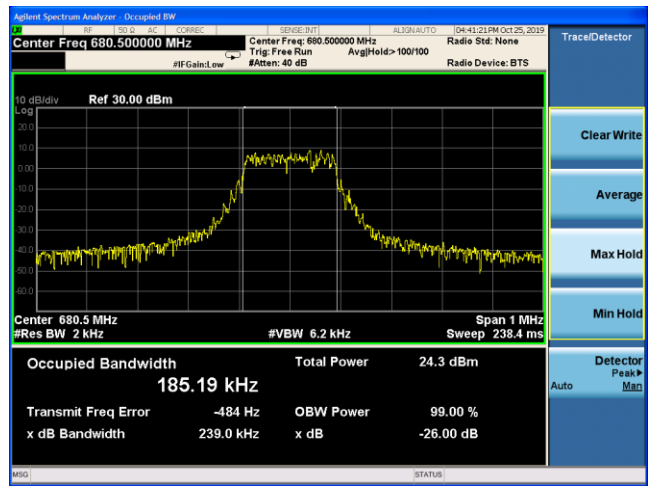 Agilent Spectrum Analyzer - Occupied BW
LXI RF 50 Ω AC CORREC SENSE:INT ALIGNAUTO 04:41:21PM Oct 25, 2019
Center Freq 680.500000 MHz
Center Freq: 680.500000 MHz
Radio Std: None
Trig: Free Run Avg|Hold:>100/100
#IFGain:Low #Atten: 40 dB Radio Device: BTS
10 dB/div Ref 30.00 dBm
Log
20.0
10.0
0.00
-10.0
-20.0
-30.0
-40.0
-50.0
-60.0
Center 680.5 MHz Span 1 MHz
#Res BW 2 kHz #VBW 6.2 kHz Sweep 238.4 ms
Occupied Bandwidth Total Power 24.3 dBm
185.19 kHz
Transmit Freq Error -484 Hz OBW Power 99.00 %
x dB Bandwidth 239.0 kHz x dB -26.00 dB
MSG STATUS
Trace/Detector
Clear Write
Average
Max Hold
Min Hold
Detector
Peak▶
Auto Man